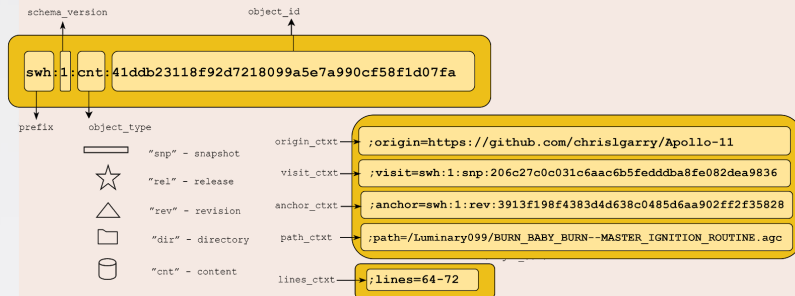 schema_version
object_id
swh:1:cnt:41ddb23118f92d7218099a5e7a990cf58f1d07fa
prefix
object_type
"snp" - snapshot
"rel" - release
"rev" - revision
"dir" - directory
"cnt" - content
origin_ctxt
;origin=https://github.com/chrislgarry/Apollo-11
visit_ctxt
;visit=swh:1:snp:206c27c0c031c6aac6b5fedddba8fe082dea9836
anchor_ctxt
;anchor=swh:1:rev:3913f198f4383d4d638c0485d6aa902ff2f35828
path_ctxt
;path=/Luminary099/BURN_BABY_BURN--MASTER_IGNITION_ROUTINE.agc
lines_ctxt
;lines=64-72